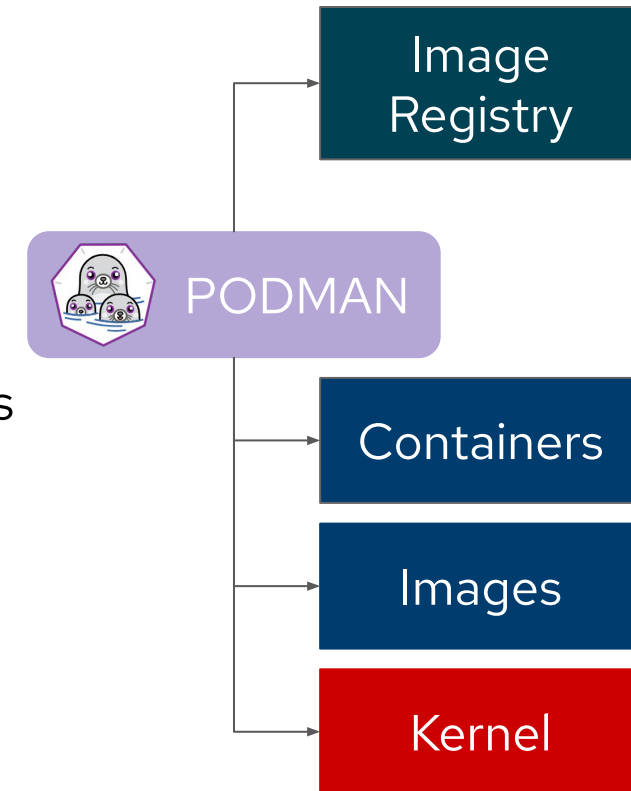 Image
Registry
PODMAN
s
Containers
Images
Kernel